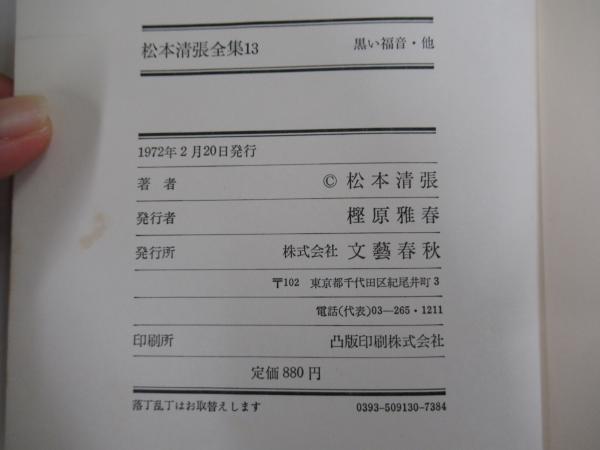 松本清張全集13　黒い福音・他
1972年2月20日発行
著者　© 松本清張
発行者　樫原雅春
発行所　株式会社 文藝春秋
〒102　東京都千代田区紀尾井町3
電話(代表)03―265・1211
印刷所　凸版印刷株式会社
定価880円
落丁乱丁はお取替えします　0393-509130-7384